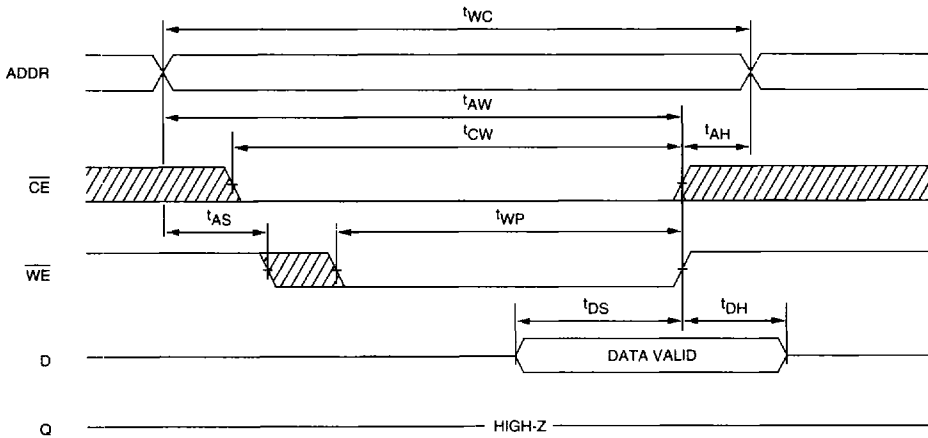 tWC
ADDR
tAW
tCW
tAH
CE
tAS
tWP
WE
tDS
tDH
D
DATA VALID
Q
HIGH-Z